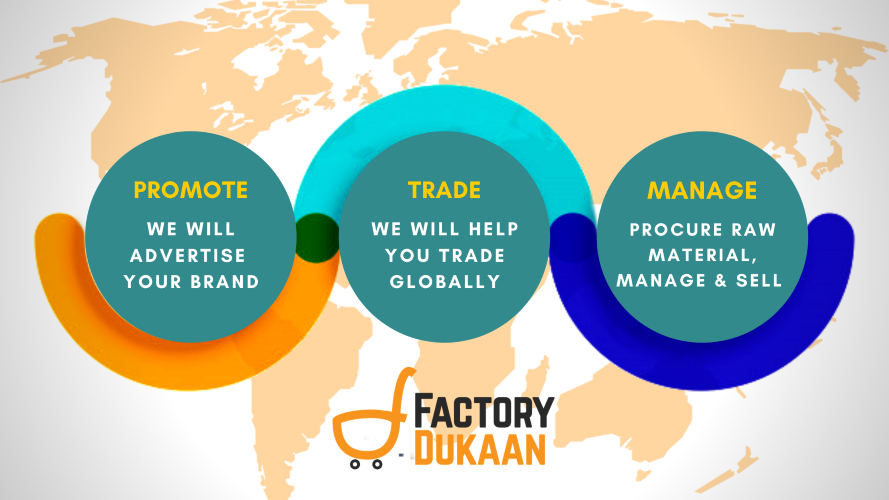 PROMOTE
WE WILL
ADVERTISE
YOUR BRAND
TRADE
WE WILL HELP
YOU TRADE
GLOBALLY
MANAGE
PROCURE RAW
MATERIAL,
MANAGE & SELL
FACTORY
DUKAAN